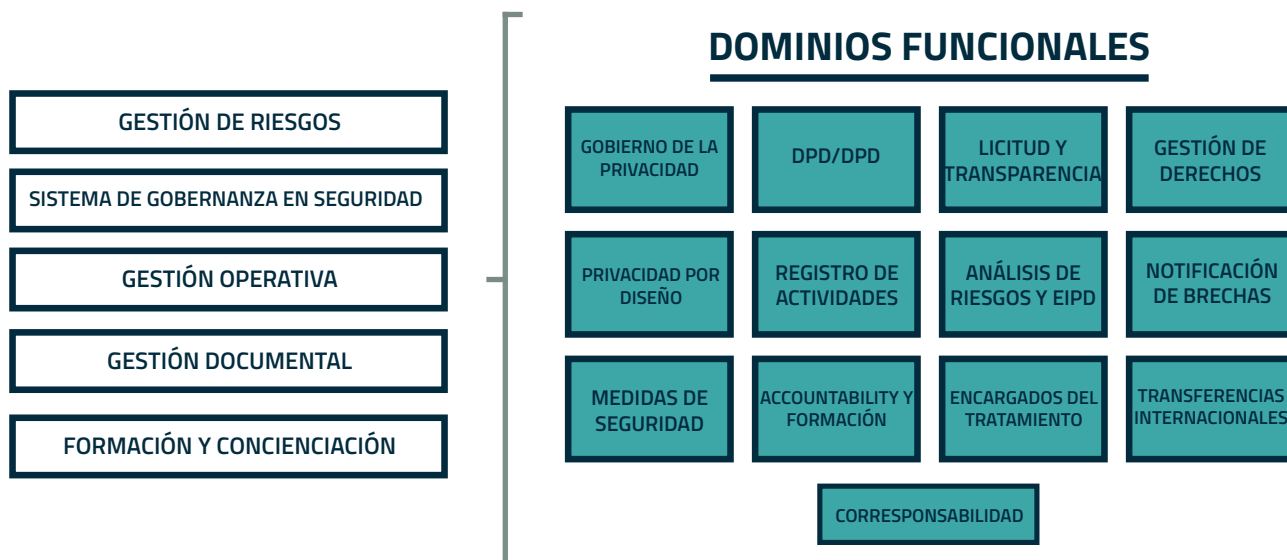 DOMINIOS FUNCIONALES
GESTIÓN DE RIESGOS
SISTEMA DE GOBERNANZA EN SEGURIDAD
GESTIÓN OPERATIVA
GESTIÓN DOCUMENTAL
FORMACIÓN Y CONCIENCIACIÓN
GOBIERNO DE LA
PRIVACIDAD
DPD/DPD
LICITUD Y
TRANSPARENCIA
GESTIÓN DE
DERECHOS
PRIVACIDAD POR
DISEÑO
REGISTRO DE
ACTIVIDADES
ANÁLISIS DE
RIESGOS Y EIPD
NOTIFICACIÓN
DE BRECHAS
MEDIDAS DE
SEGURIDAD
ACCOUNTABILITY Y
FORMACIÓN
ENCARGADOS DEL
TRATAMIENTO
TRANSFERENCIAS
INTERNACIONALES
CORRESPONSABILIDAD